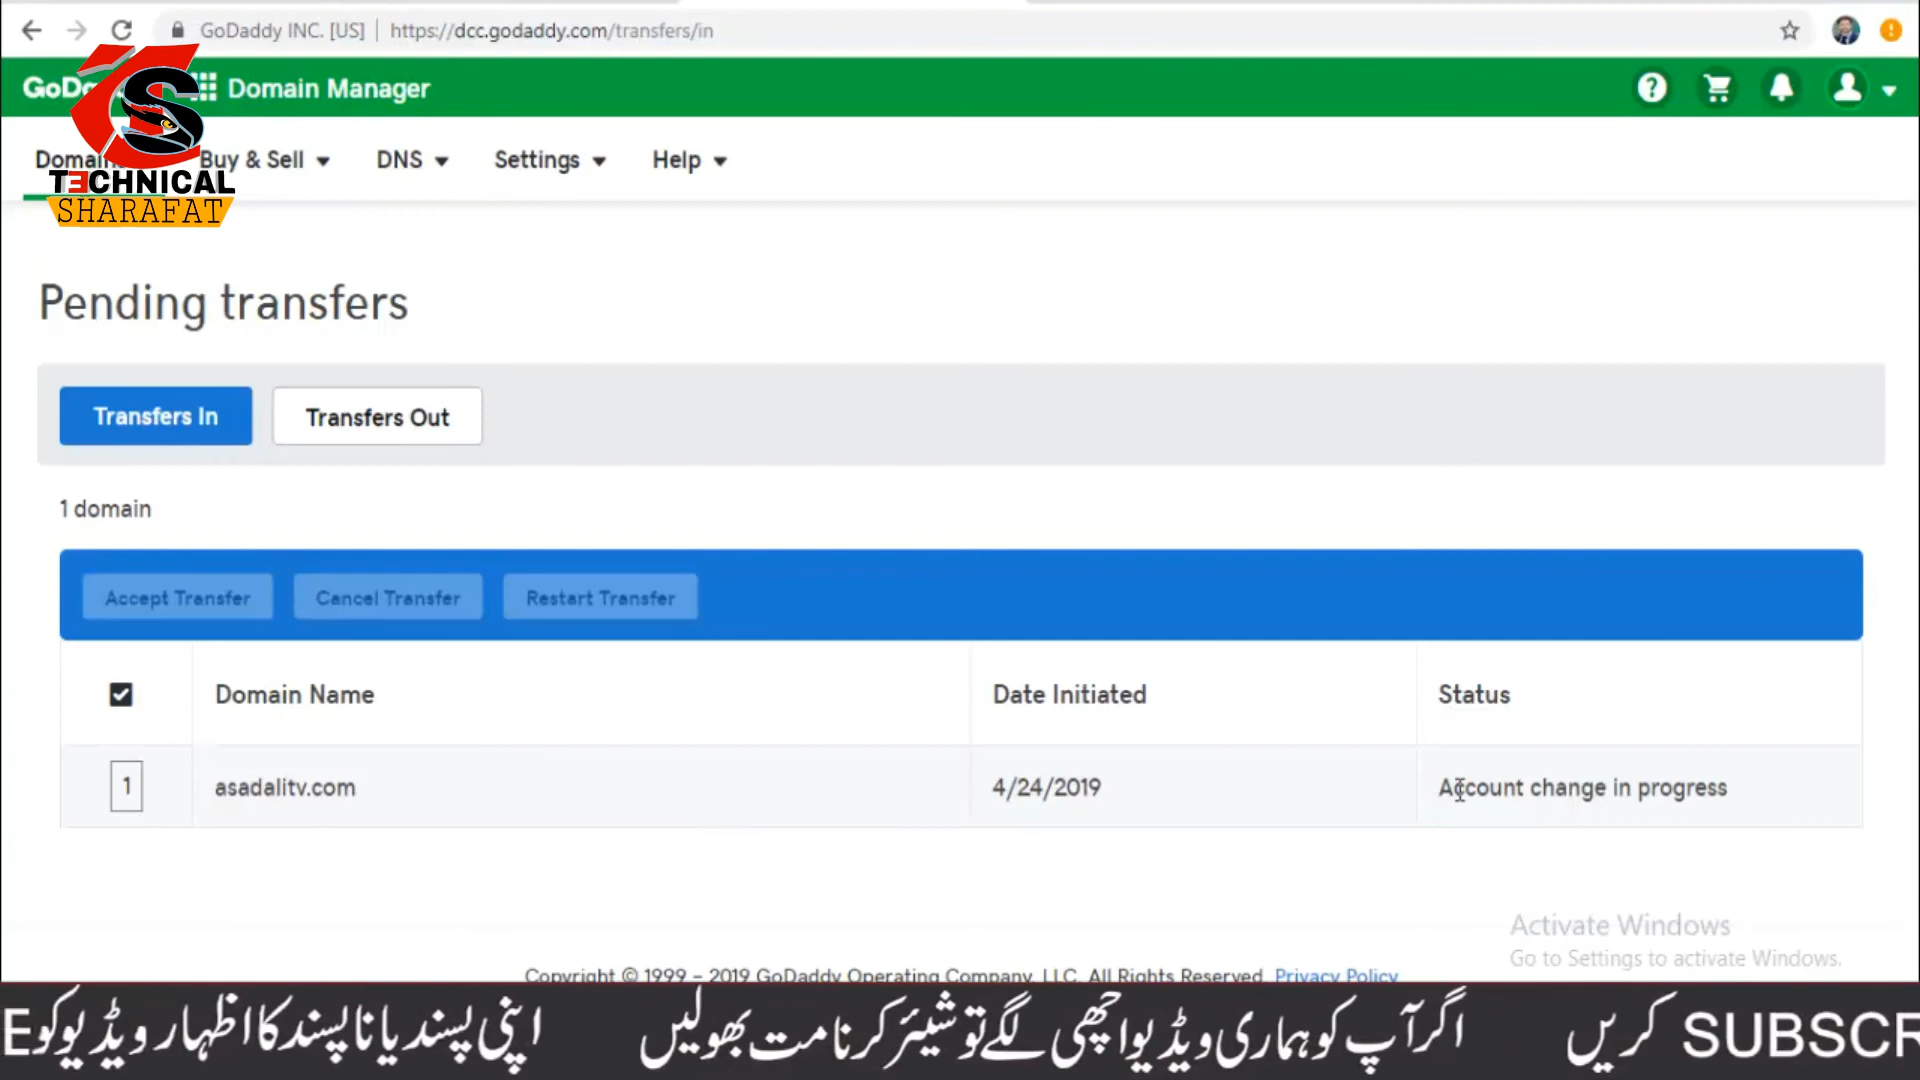 GoDaddy INC. [US] | https://dcc.godaddy.com/transfers/in
Domain Manager
Buy & Sell DNS Settings Help
TECHNICAL
SHARAFAT
Pending transfers
Transfers In Transfers Out
1 domain
Accept Transfer Cancel Transfer Restart Transfer
Domain Name Date Initiated Status
1 asadalitv.com 4/24/2019 Account change in progress
Activate Windows
Go to Settings to activate Windows.
Copyright © 1999 – 2019 GoDaddy Operating Company, LLC. All Rights Reserved. Privacy Policy
SUBSCR کریں اگر آپ کو ہماری ویڈیو اچھی لگے تو شیئر کرنا مت بھولیں اپنی پسند یا ناپسند کا اظہار ویڈیو کو